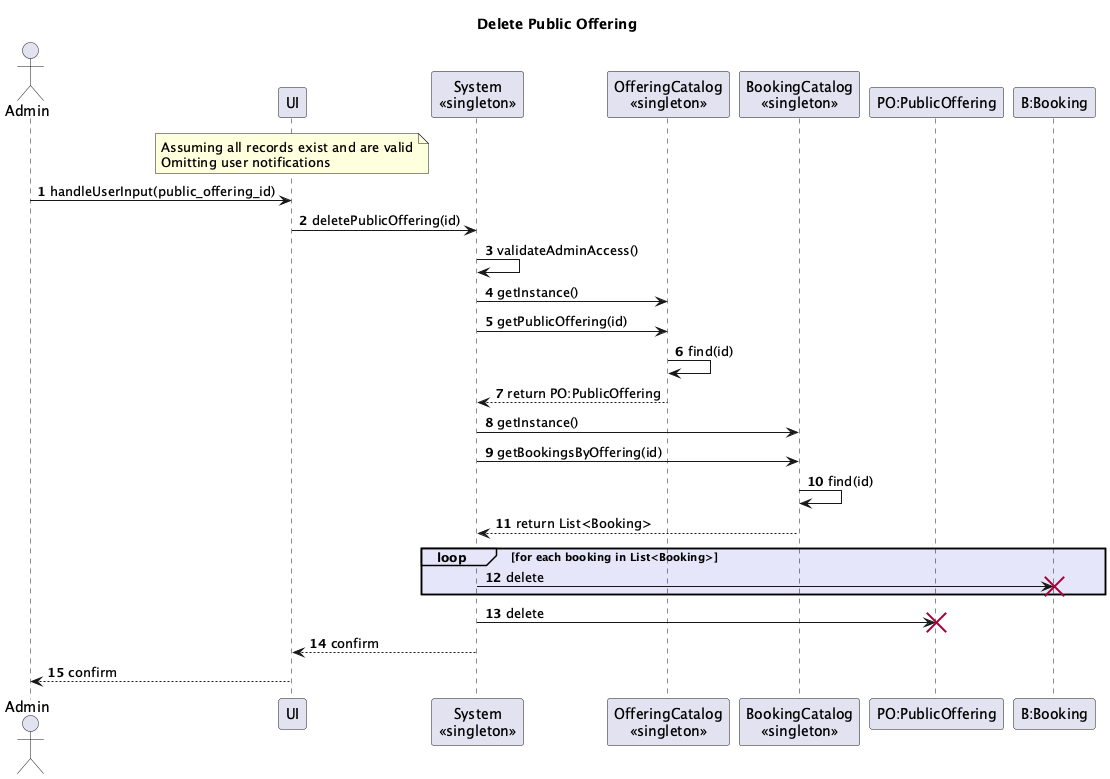 Delete Public Offering
Admin
UI
System
«singleton»
OfferingCatalog
«singleton»
BookingCatalog
«singleton»
PO:PublicOffering
B:Booking
Assuming all records exist and are valid
Omitting user notifications
1 handleUserInput(public_offering_id)
2 deletePublicOffering(id)
3 validateAdminAccess()
4 getInstance()
5 getPublicOffering(id)
6 find(id)
7 return PO:PublicOffering
8 getInstance()
9 getBookingsByOffering(id)
10 find(id)
11 return List<Booking>
loop [for each booking in List<Booking>]
12 delete
13 delete
14 confirm
15 confirm
Admin
UI
System
«singleton»
OfferingCatalog
«singleton»
BookingCatalog
«singleton»
PO:PublicOffering
B:Booking